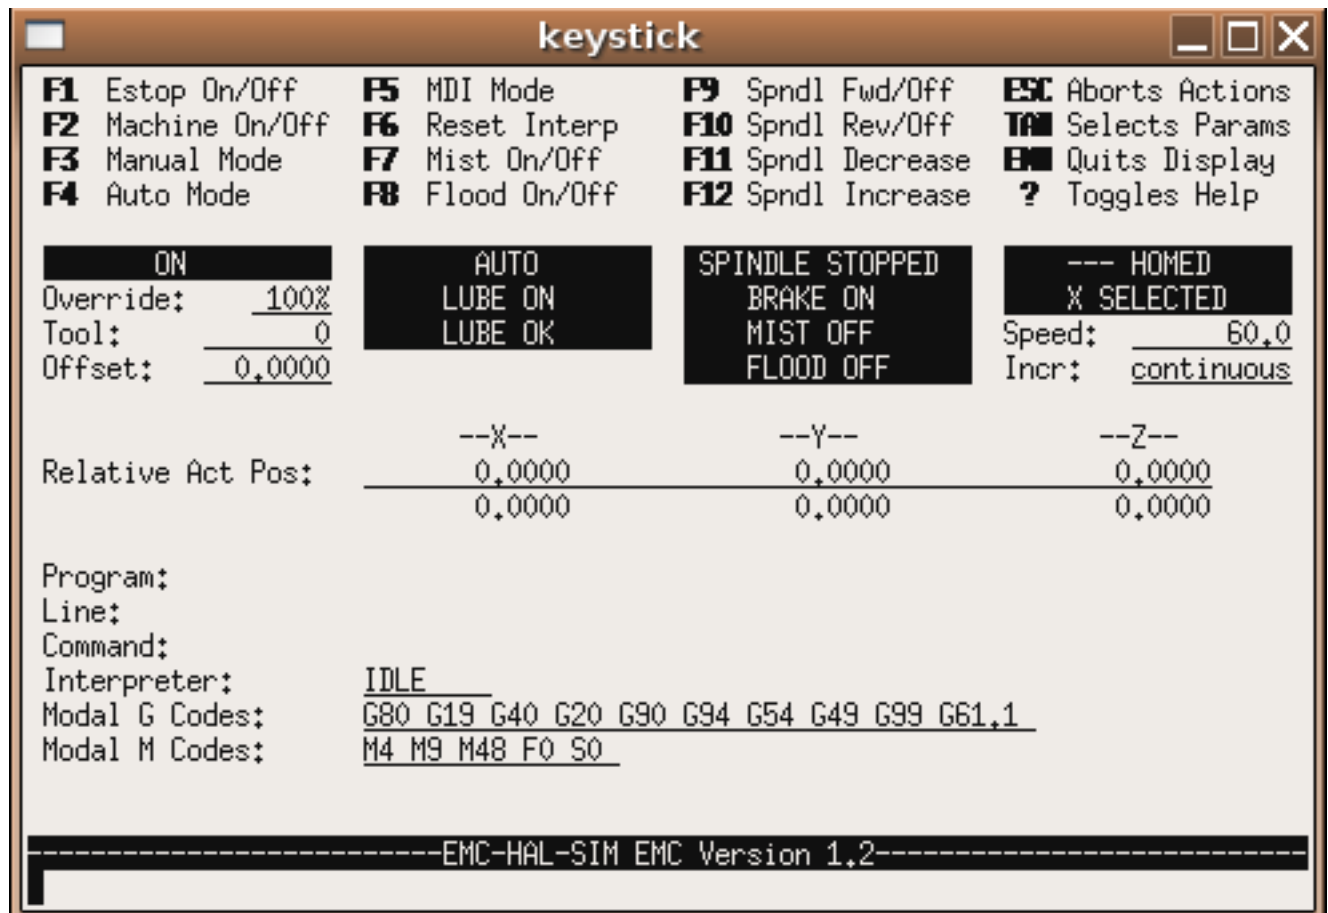 keystick
F1 Estop On/Off F5 MDI Mode F9 Spndl Fwd/Off ESC Aborts Actions
F2 Machine On/Off F6 Reset Interp F10 Spndl Rev/Off TAB Selects Params
F3 Manual Mode F7 Mist On/Off F11 Spndl Decrease END Quits Display
F4 Auto Mode F8 Flood On/Off F12 Spndl Increase ? Toggles Help
ON AUTO SPINDLE STOPPED --- HOMED
Override: 100% LUBE ON BRAKE ON X SELECTED
Tool: 0 LUBE OK MIST OFF Speed: 60.0
Offset: 0.0000 FLOOD OFF Incr: continuous
--X-- --Y-- --Z--
Relative Act Pos: 0.0000 0.0000 0.0000
0.0000 0.0000 0.0000
Program:
Line:
Command:
Interpreter: IDLE
Modal G Codes: G80 G19 G40 G20 G90 G94 G54 G49 G99 G61.1
Modal M Codes: M4 M9 M48 F0 S0
--------------------------EMC-HAL-SIM EMC Version 1.2---------------------------